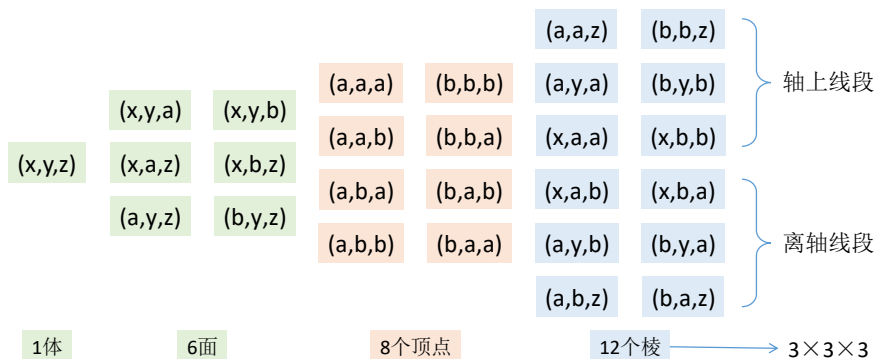 (a,a,z) (b,b,z)
(a,a,a) (b,b,b) (a,y,a) (b,y,b) 轴上线段
(x,y,a) (x,y,b)
(a,a,b) (b,b,a) (x,a,a) (x,b,b)
(x,y,z) (x,a,z) (x,b,z)
(a,b,a) (b,a,b) (x,a,b) (x,b,a)
(a,y,z) (b,y,z)
(a,b,b) (b,a,a) (a,y,b) (b,y,a) 离轴线段
(a,b,z) (b,a,z)
1体 6面 8个顶点 12个棱 3×3×3